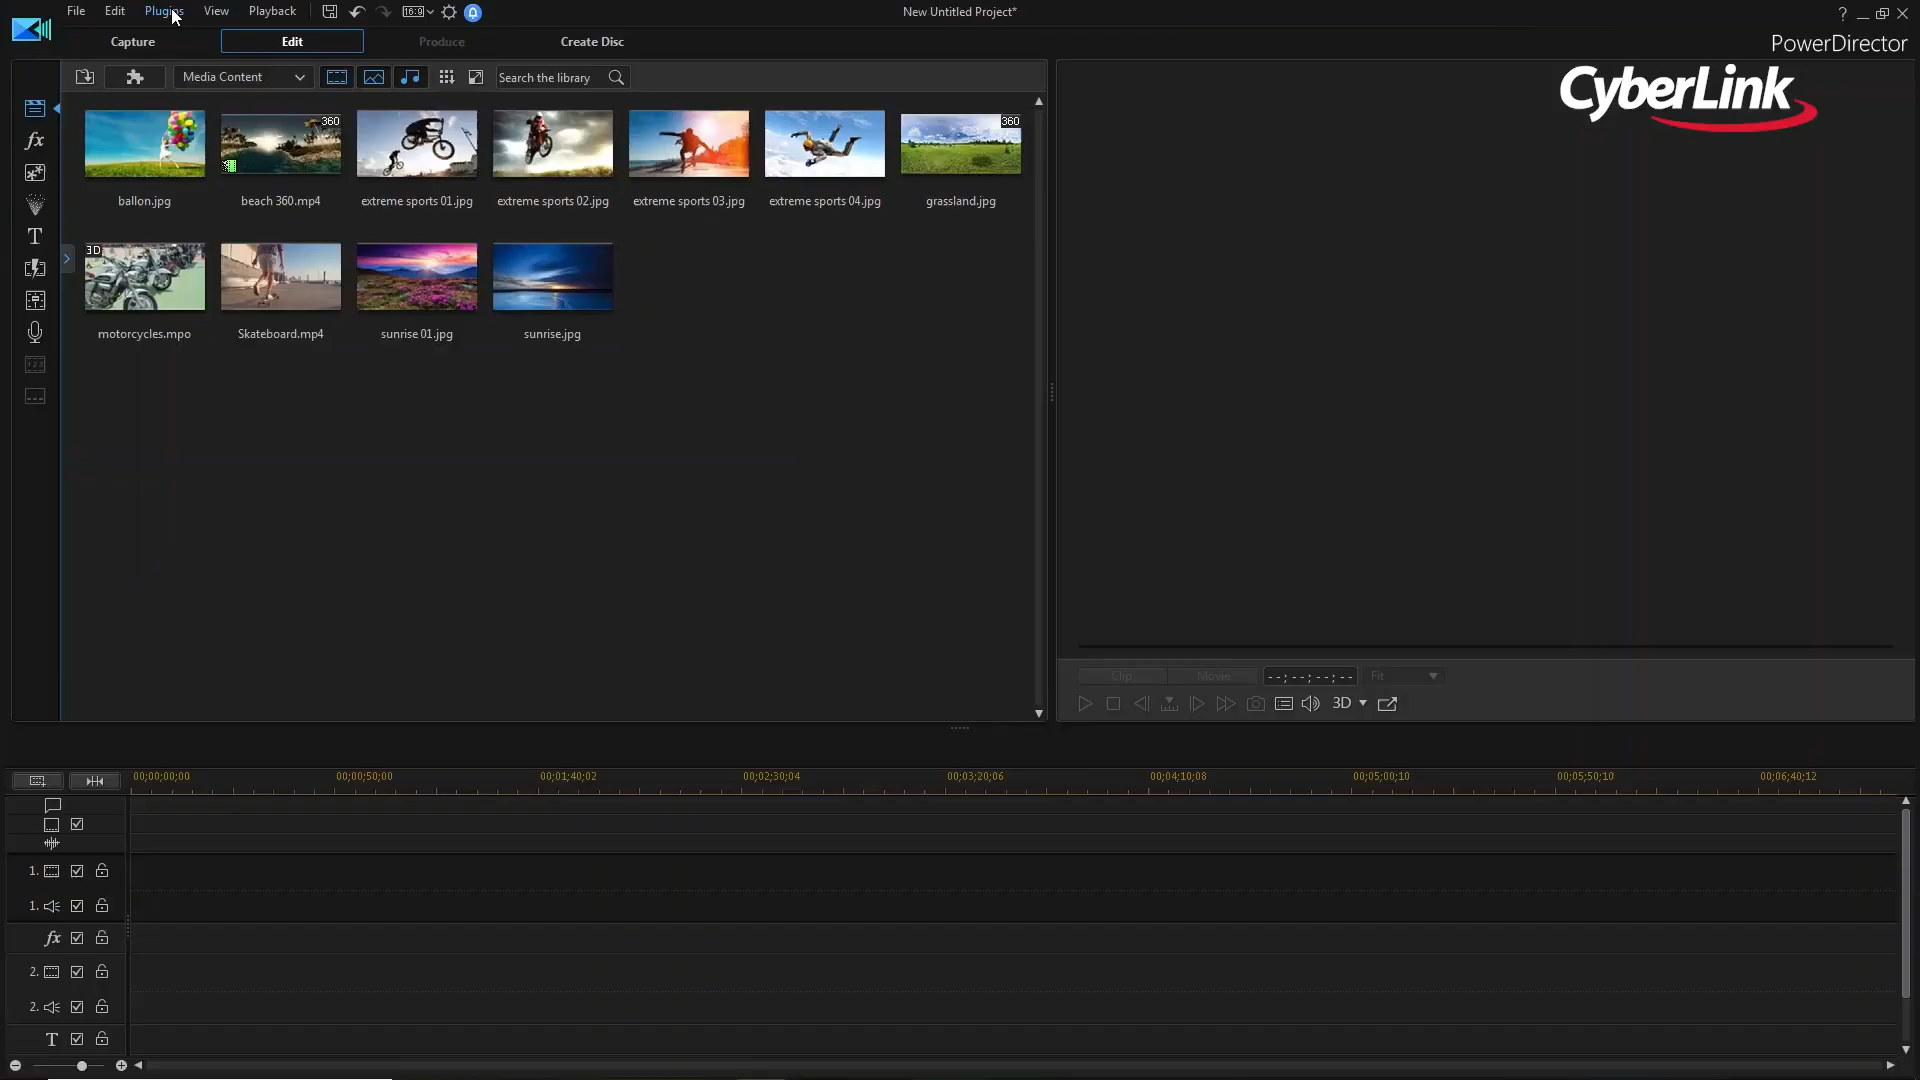 File Edit Plugins View Playback 16:9 New Untitled Project* ?
Capture Edit Produce Create Disc PowerDirector
Media Content Search the library CyberLink
360 360
fx
ballon.jpg beach 360.mp4 extreme sports 01.jpg extreme sports 02.jpg extreme sports 03.jpg extreme sports 04.jpg grassland.jpg
T
3D
motorcycles.mpo Skateboard.mp4 sunrise 01.jpg sunrise.jpg
Clip Movie --;--;--;-- Fit
3D
00;00;00;00 00;00;50;00 00;01;40;02 00;02;30;04 00;03;20;06 00;04;10;08 00;05;00;10 00;05;50;10 00;06;40;12
1.
1.
fx
2.
2.
T